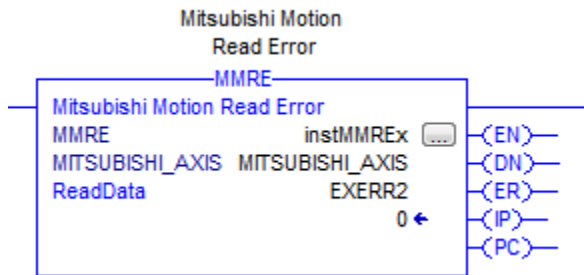 Mitsubishi Motion
Read Error
MMRE
Mitsubishi Motion Read Error
MMRE instMMREx ... (EN)
MITSUBISHI_AXIS MITSUBISHI_AXIS (DN)
ReadData EXERR2 (ER)
0 (IP)
(PC)